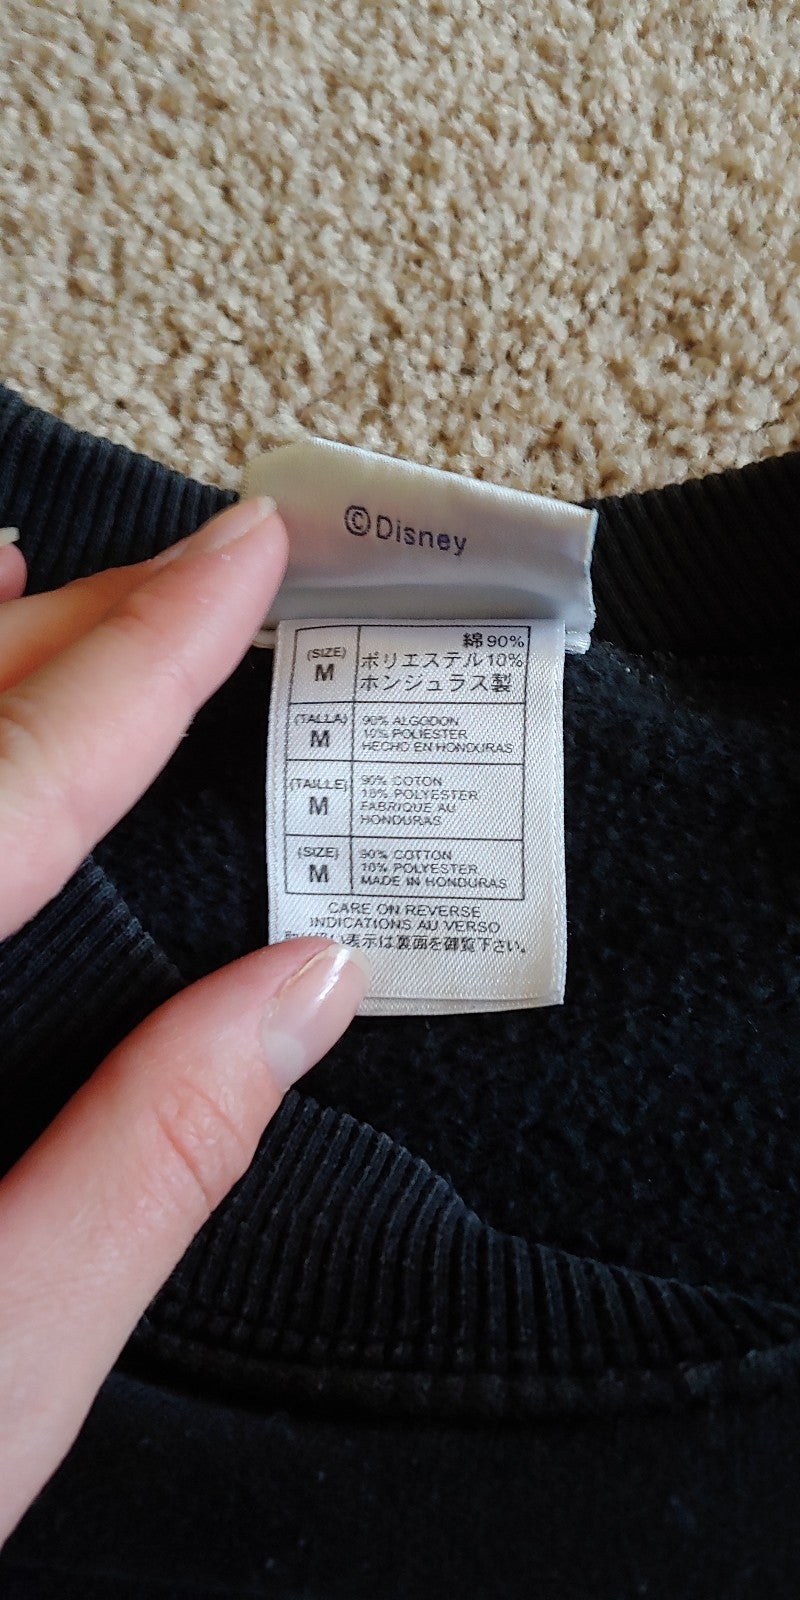 ©Disney
(SIZE)
M
綿90%
ポリエステル10%
ホンジュラス製
(TALLA)
M
90% ALGODON
10% POLIESTER
HECHO EN HONDURAS
(TAILLE)
M
90% COTON
10% POLYESTER
FABRIQUE AU
HONDURAS
(SIZE)
M
90% COTTON
10% POLYESTER
MADE IN HONDURAS
CARE ON REVERSE
INDICATIONS AU VERSO
い表示は裏面を御覧下さい。